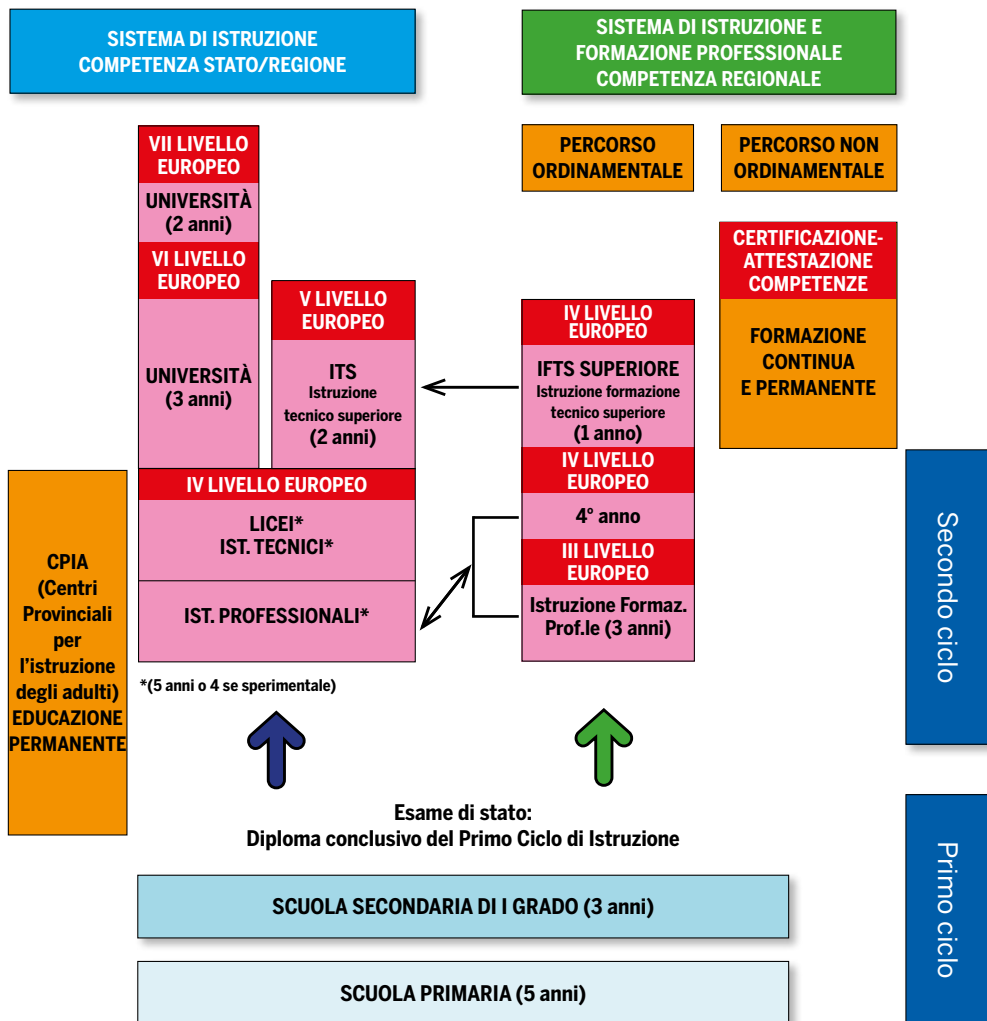 SISTEMA DI ISTRUZIONE
COMPETENZA STATO/REGIONE
SISTEMA DI ISTRUZIONE E
FORMAZIONE PROFESSIONALE
COMPETENZA REGIONALE
PERCORSO
ORDINAMENTALE
PERCORSO NON
ORDINAMENTALE
VII LIVELLO
EUROPEO
UNIVERSITÀ
(2 anni)
VI LIVELLO
EUROPEO
UNIVERSITÀ
(3 anni)
V LIVELLO
EUROPEO
ITS
Istruzione
tecnico superiore
(2 anni)
IV LIVELLO EUROPEO
LICEI*
IST. TECNICI*
IST. PROFESSIONALI*
*(5 anni o 4 se sperimentale)
IV LIVELLO
EUROPEO
IFTS SUPERIORE
Istruzione formazione
tecnico superiore
(1 anno)
IV LIVELLO
EUROPEO
4° anno
III LIVELLO
EUROPEO
Istruzione Formaz.
Prof.le (3 anni)
CERTIFICAZIONE-
ATTESTAZIONE
COMPETENZE
FORMAZIONE
CONTINUA
E PERMANENTE
CPIA
(Centri
Provinciali
per
l'istruzione
degli adulti)
EDUCAZIONE
PERMANENTE
Secondo ciclo
Esame di stato:
Diploma conclusivo del Primo Ciclo di Istruzione
SCUOLA SECONDARIA DI I GRADO (3 anni)
SCUOLA PRIMARIA (5 anni)
Primo ciclo